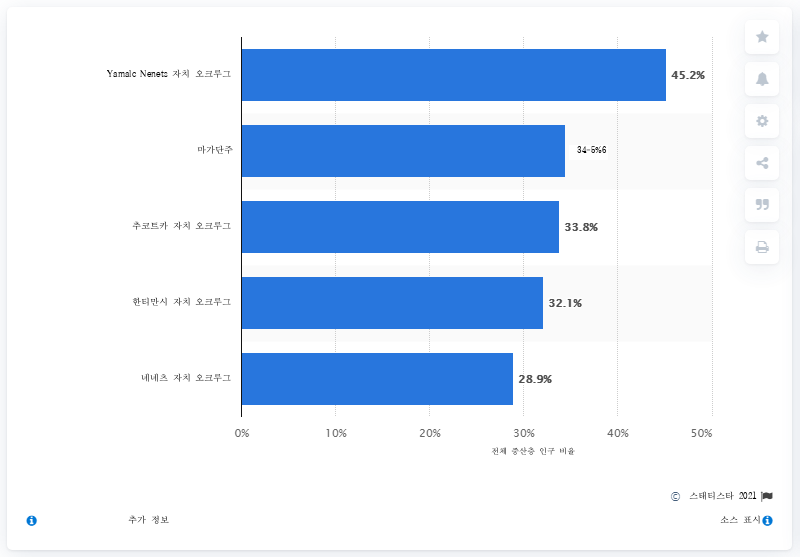 Yamalo Nenets 자치 오크루그
45.2%
마가단주
34-5%6
추코트카 자치 오크루그
33.8%
한티만시 자치 오크루그
32.1%
네네츠 자치 오크루그
28.9%
0% 10% 20% 30% 40% 50%
전체 중산층 인구 비율
© 스태티스타 2021
추가 정보
소스 표시